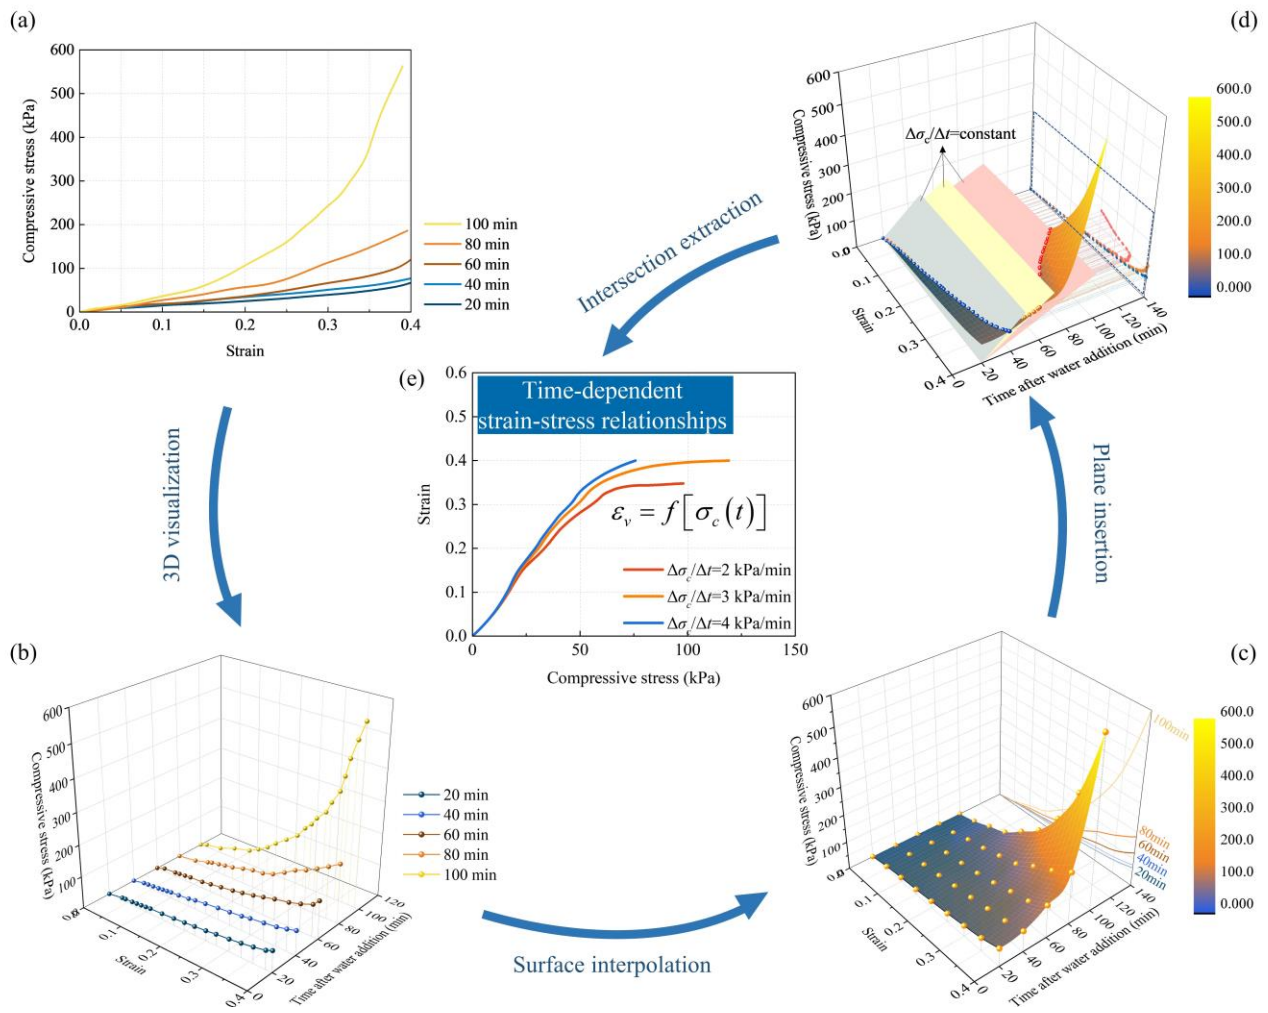 (a)
600
500
400
300
200
100
0
Compressive stress (kPa)
0.0 0.1 0.2 0.3 0.4
Strain
100 min
80 min
60 min
40 min
20 min
(d)
600
500
400
300
200
100
0
Compressive stress (kPa)
Δσc/Δt=constant
0.0
0.1
0.2
0.3
0.4
Strain
0
20
40
60
80
100
120
140
Time after water addition (min)
600.0
500.0
400.0
300.0
200.0
100.0
0.000
Intersection extraction
(e)
0.6
0.5
0.4
0.3
0.2
0.1
0.0
Strain
Time-dependent
strain-stress relationships
εv = f[σc(t)]
Δσc/Δt=2 kPa/min
Δσc/Δt=3 kPa/min
Δσc/Δt=4 kPa/min
0 50 100 150
Compressive stress (kPa)
3D visualization
Plane insertion
(b)
600
500
400
300
200
100
0
Compressive stress (kPa)
0.0
0.1
0.2
0.3
0.4
Strain
0
20
40
60
80
100
120
Time after water addition (min)
20 min
40 min
60 min
80 min
100 min
Surface interpolation
(c)
600
500
400
300
200
100
0
Compressive stress (kPa)
0.0
0.1
0.2
0.3
0.4
Strain
0
20
40
60
80
100
120
140
Time after water addition (min)
100min
80min
60min
40min
20min
600.0
500.0
400.0
300.0
200.0
100.0
0.000